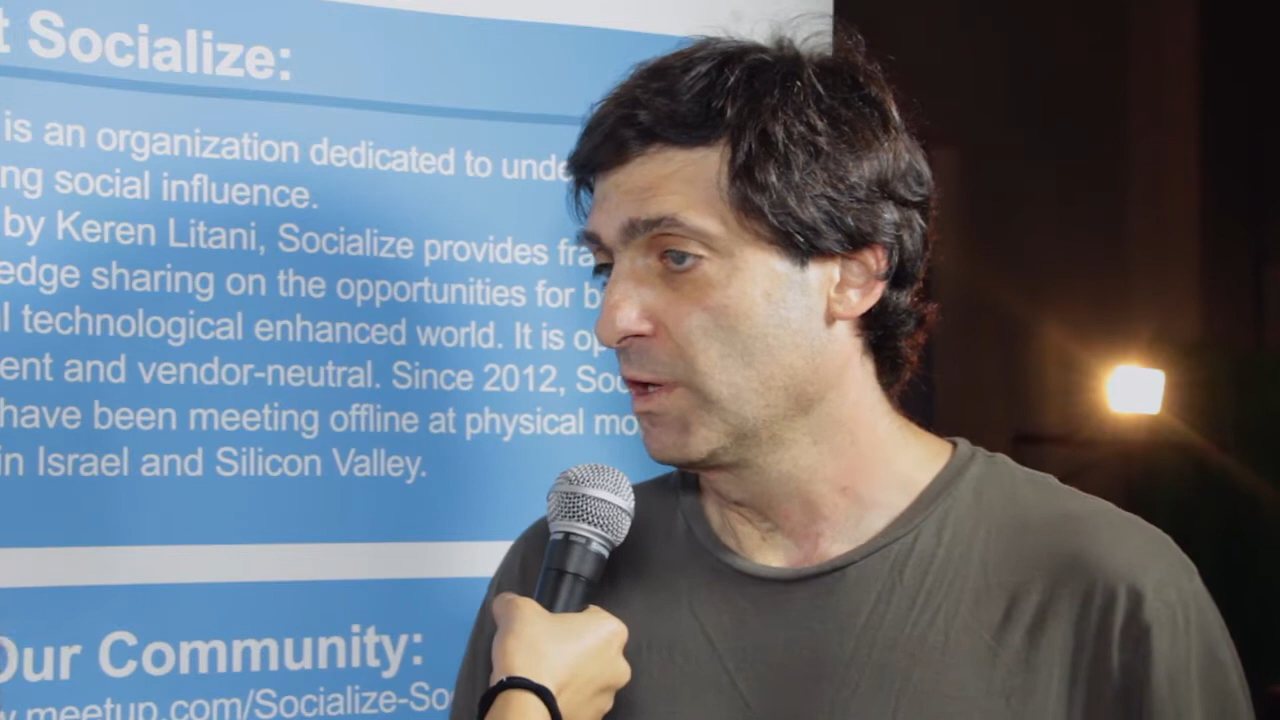 t Socialize:
is an organization dedicated to unde
ng social influence.
by Keren Litani, Socialize provides fra
edge sharing on the opportunities for b
l technological enhanced world. It is op
ent and vendor-neutral. Since 2012, Soc
have been meeting offline at physical mo
in Israel and Silicon Valley.
Our Community:
w.meetup.com/Socialize-Soc